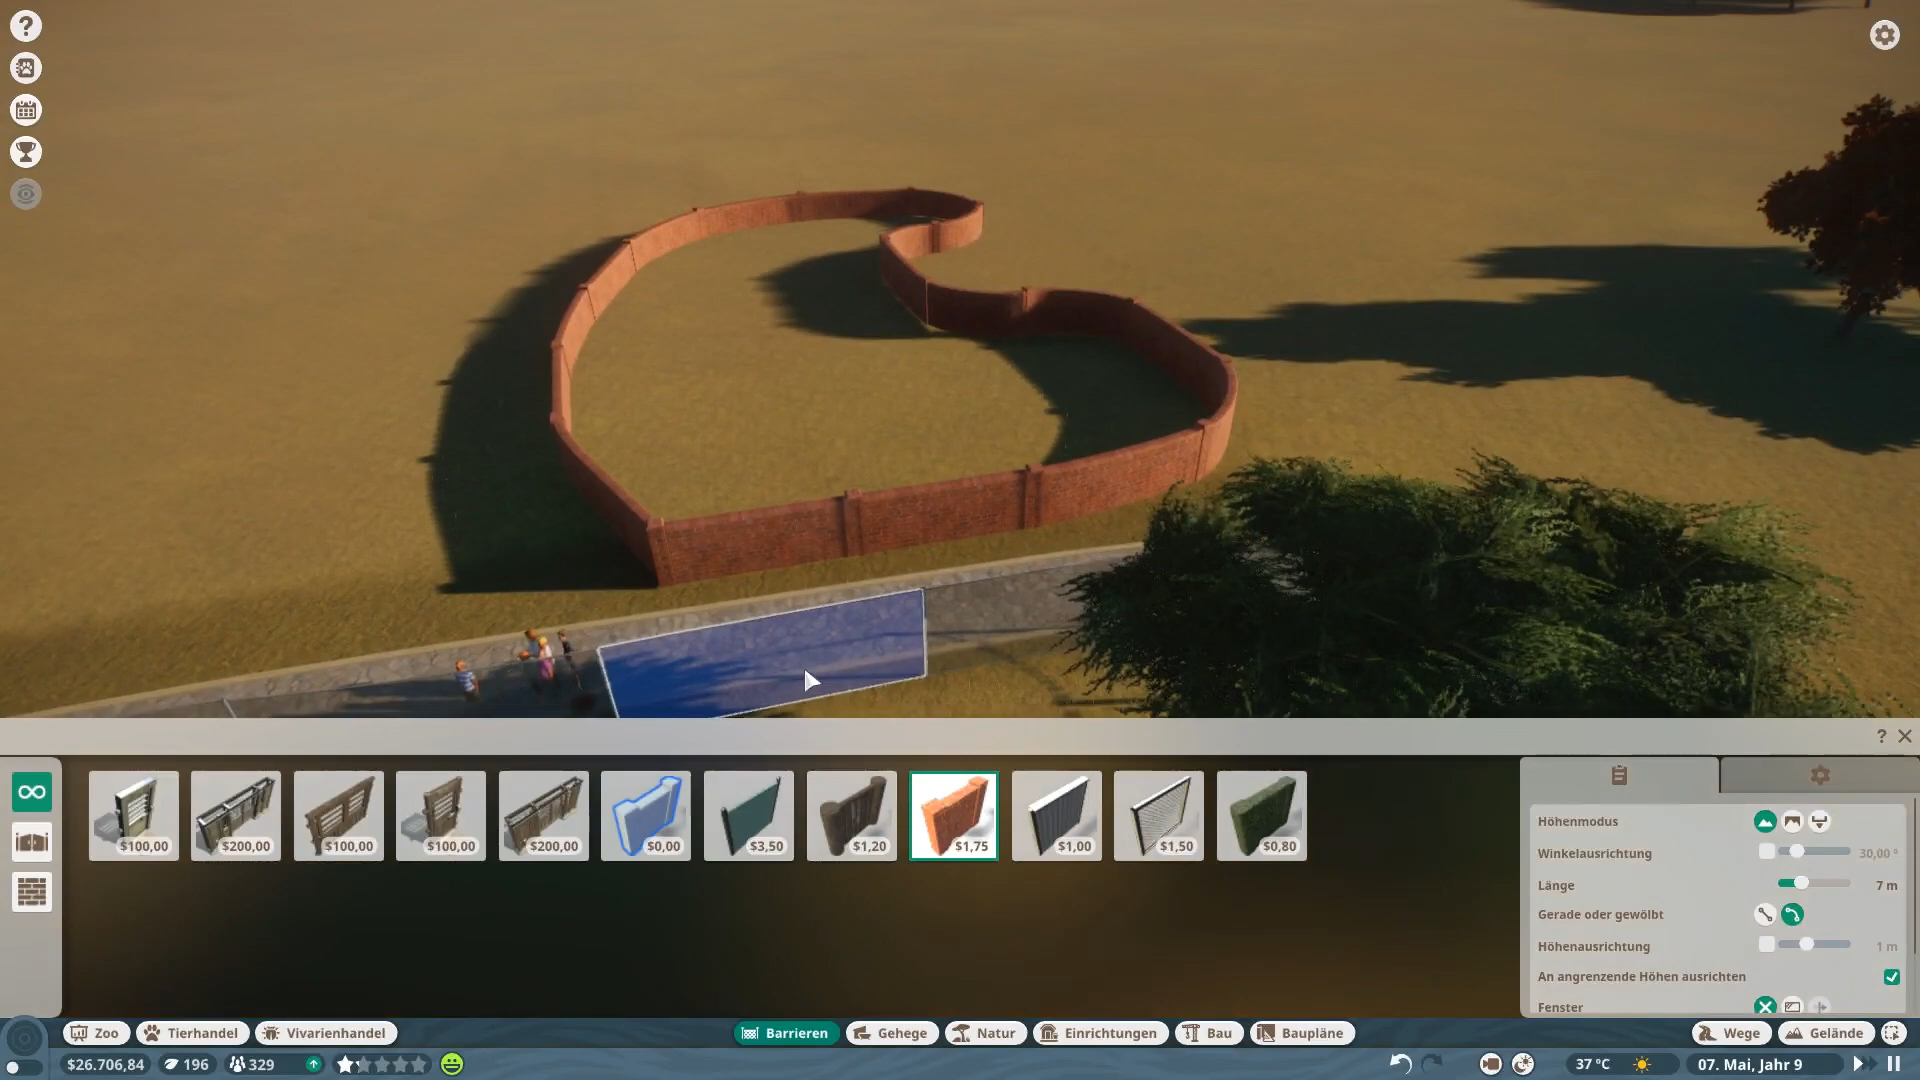 ?
? ×
$100,00 $200,00 $100,00 $100,00 $200,00 $0,00 $3,50 $1,20 $1,75 $1,00 $1,50 $0,80
Höhenmodus
Winkelausrichtung 30,00 °
Länge 7 m
Gerade oder gewölbt
Höhenausrichtung 1 m
An angrenzende Höhen ausrichten
Fenster
Zoo Tierhandel Vivarienhandel Barrieren Gehege Natur Einrichtungen Bau Baupläne Wege Gelände
$26.706,84 196 329 37 °C 07. Mai, Jahr 9